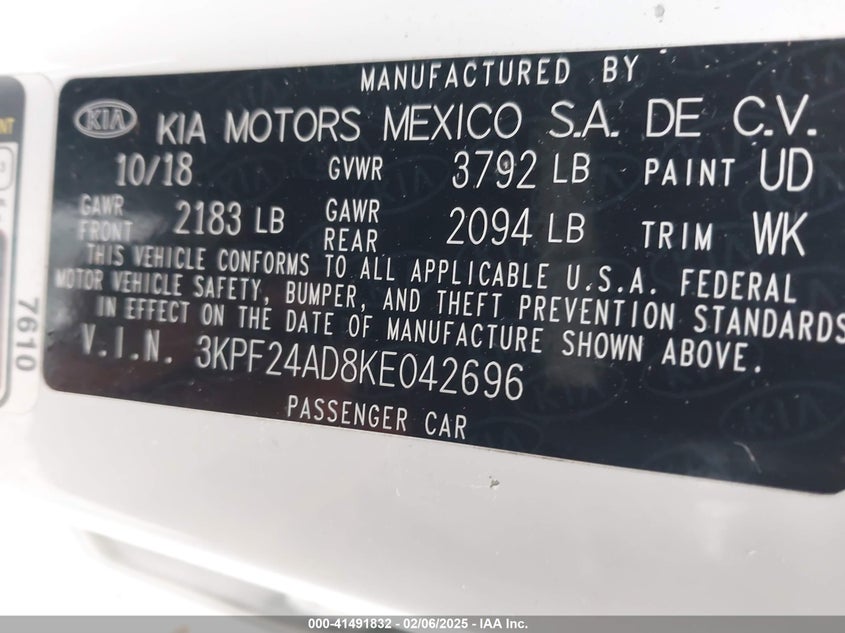 MANUFACTURED BY
KIA KIA MOTORS MEXICO S.A. DE C.V.
10/18 GVWR 3792 LB PAINT UD
GAWR FRONT 2183 LB GAWR REAR 2094 LB TRIM WK
THIS VEHICLE CONFORMS TO ALL APPLICABLE U.S.A. FEDERAL
MOTOR VEHICLE SAFETY, BUMPER, AND THEFT PREVENTION STANDARDS
IN EFFECT ON THE DATE OF MANUFACTURE SHOWN ABOVE.
V.I.N. 3KPF24AD8KE042696
PASSENGER CAR
7610
000-41491832 - 02/06/2025 - COPYRIGHT © 2025 IAA, INC.